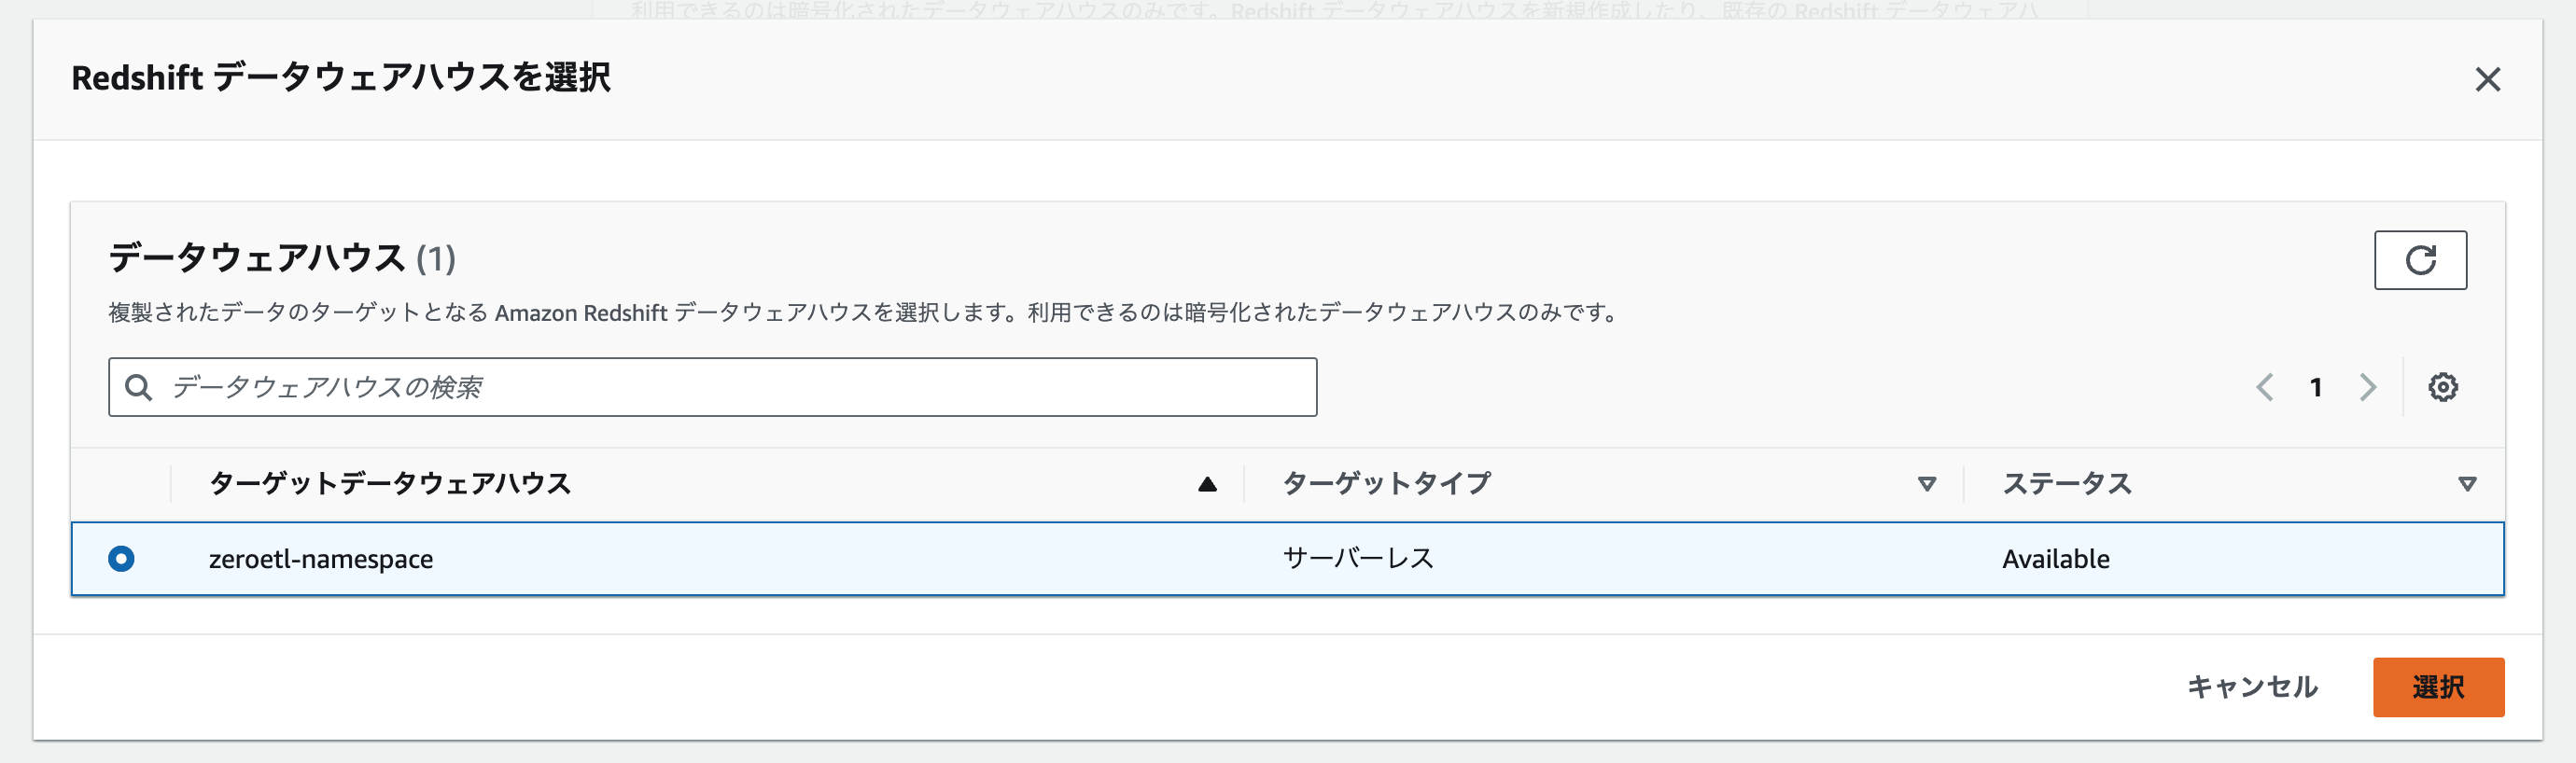 利用できるのは暗号化されたデータウェアハウスのみです。Redshift データウェアハウスを新規作成したり、既存の Redshift データウェアハ
Redshift データウェアハウスを選択
データウェアハウス (1)
複製されたデータのターゲットとなる Amazon Redshift データウェアハウスを選択します。利用できるのは暗号化されたデータウェアハウスのみです。
データウェアハウスの検索
1
ターゲットデータウェアハウス ターゲットタイプ ステータス
zeroetl-namespace サーバーレス Available
キャンセル 選択